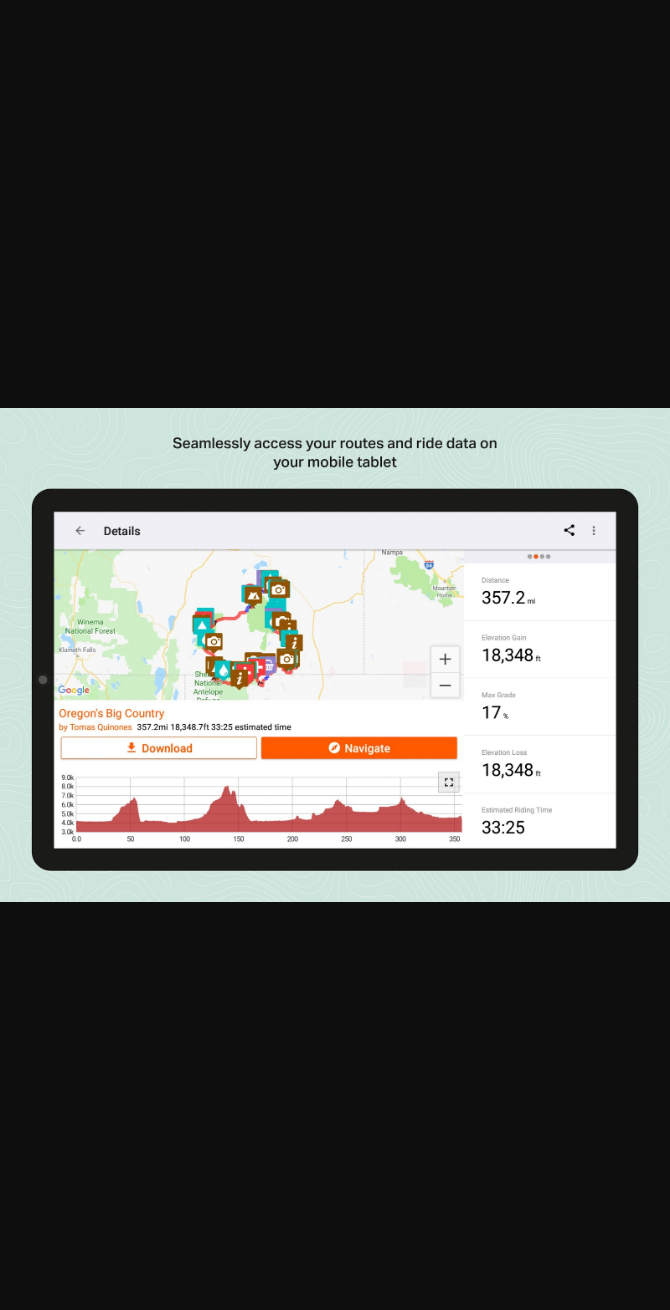 Seamlessly access your routes and ride data on
your mobile tablet
Details
Nampa
84
Mountain
Home
Winema
National Forest
Klamath Falls
Google
Antelope
Oregon's Big Country
by Tomas Quinones 357.2mi 18,348.7ft 33:25 estimated time
Download
Navigate
9.0k
8.0k
7.0k
6.0k
5.0k
4.0k
3.0k
0.0 50 100 150 200 250 300 350
Distance
357.2 mi
Elevation Gain
18,348 ft
Max Grade
17 %
Elevation Loss
18,348 ft
Estimated Riding Time
33:25